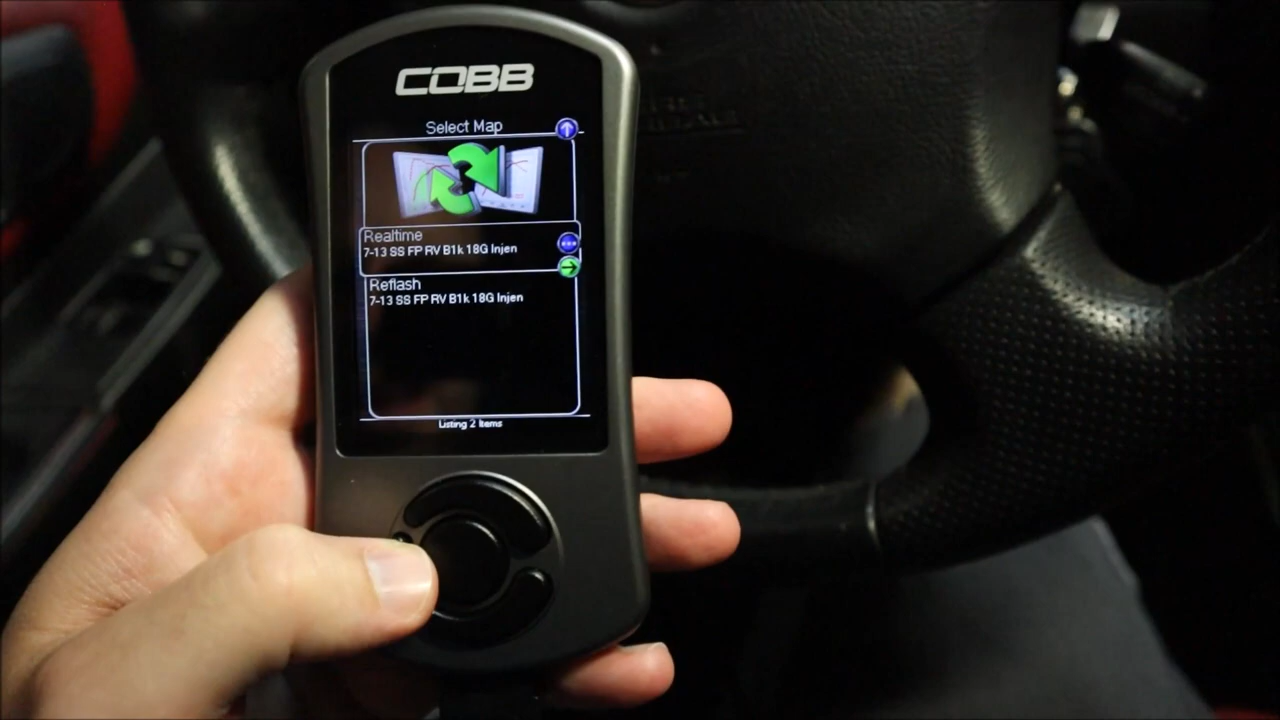 COBB
Select Map
Realtime
7-13 SS FP RV B1k 18G Injen
Reflash
7-13 SS FP RV B1k 18G Injen
Listing 2 Items